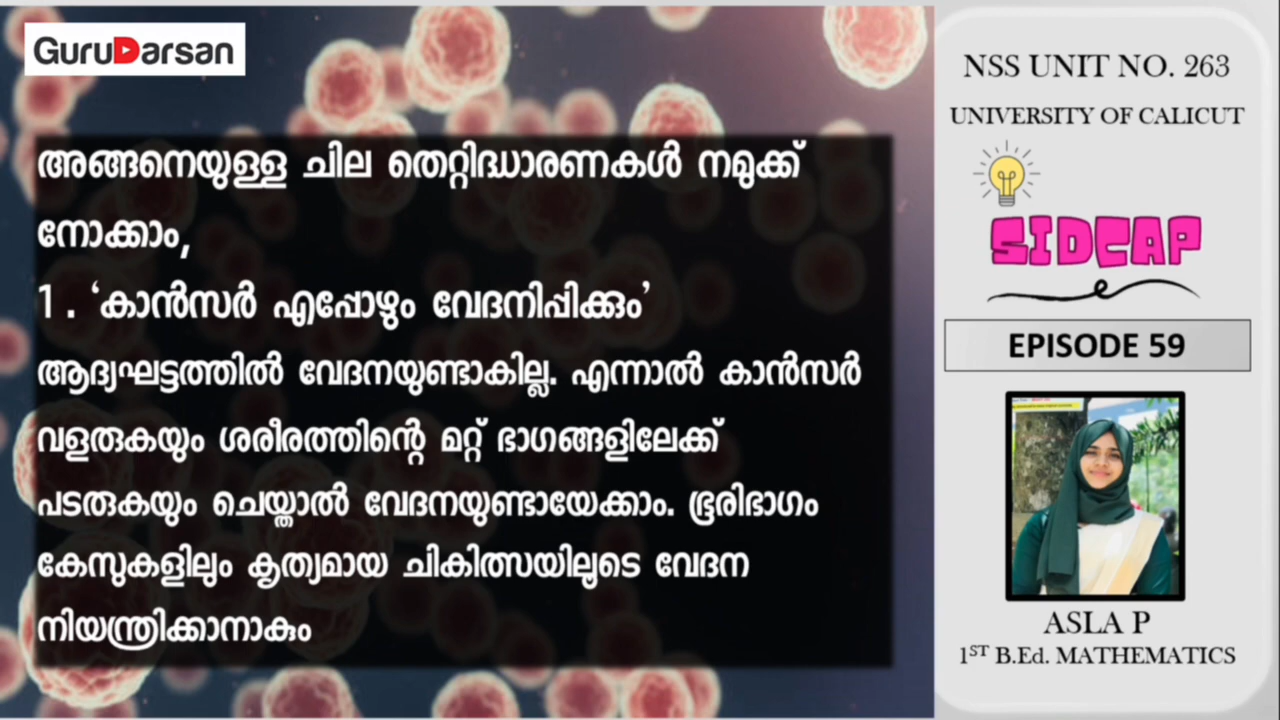 GuruDarsan
അങ്ങനെയുള്ള ചില തെറ്റിദ്ധാരണകൾ നമുക്ക്
നോക്കാം,
1 . ‘കാൻസർ എപ്പോഴും വേദനിപ്പിക്കും’
ആദ്യഘട്ടത്തിൽ വേദനയുണ്ടാകില്ല. എന്നാൽ കാൻസർ
വളരുകയും ശരീരത്തിന്റെ മറ്റ് ഭാഗങ്ങളിലേക്ക്
പടരുകയും ചെയ്താൽ വേദനയുണ്ടായേക്കാം. ഭൂരിഭാഗം
കേസുകളിലും കൃത്യമായ ചികിത്സയിലൂടെ വേദന
നിയന്ത്രിക്കാനാകും
NSS UNIT NO. 263
UNIVERSITY OF CALICUT
SIDCAP
EPISODE 59
ASLA P
1ST B.Ed. MATHEMATICS